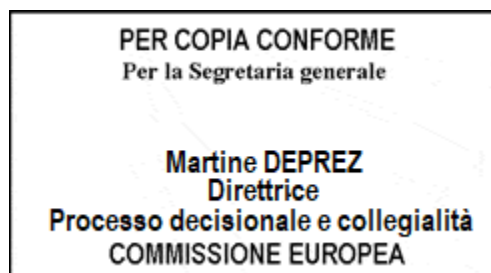 PER COPIA CONFORME
Per la Segretaria generale
Martine DEPREZ
Direttrice
Processo decisionale e collegialità
COMMISSIONE EUROPEA